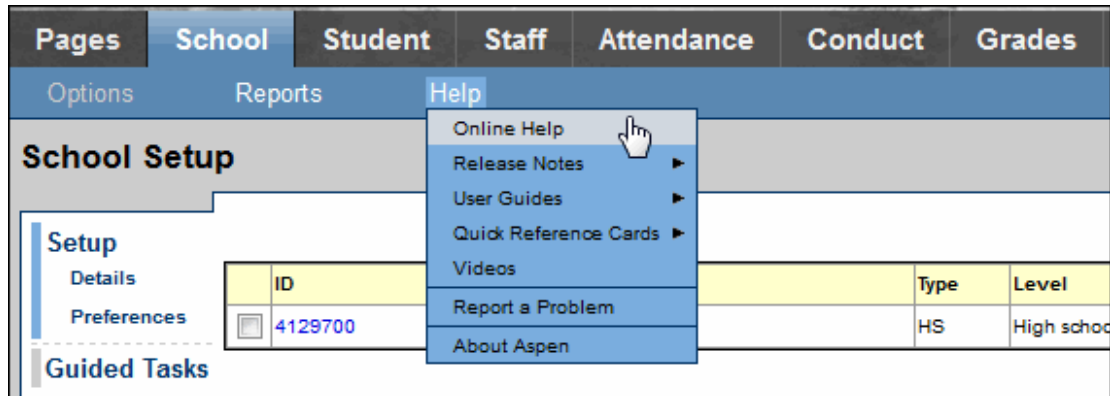 Pages School Student Staff Attendance Conduct Grades
Options Reports Help
Online Help
Release Notes
User Guides
Quick Reference Cards
Videos
Report a Problem
About Aspen
School Setup
Setup
Details
Preferences
Guided Tasks
ID Type Level
4129700 HS High schoo